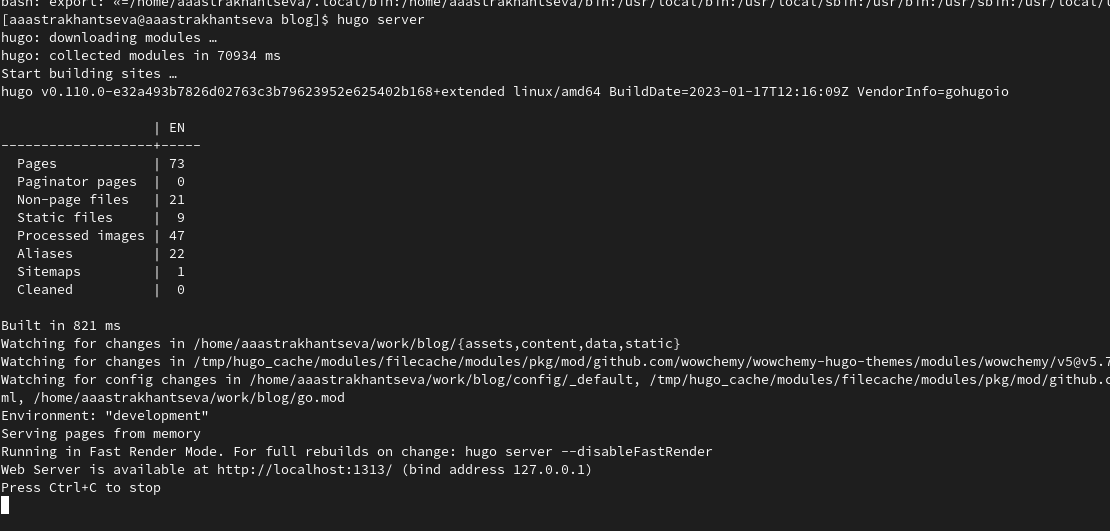 bash: export: «=/home/aaastrakhantseva/.local/bin:/home/aaastrakhantseva/bin:/usr/local/bin:/usr/bin:/usr/local/sbin:/usr/sbin:/usr/sbin:/usr/local/
[aaastrakhantseva@aaastrakhantseva blog]$ hugo server
hugo: downloading modules …
hugo: collected modules in 70934 ms
Start building sites …
hugo v0.110.0-e32a493b7826d02763c3b79623952e625402b168+extended linux/amd64 BuildDate=2023-01-17T12:16:09Z VendorInfo=gohugoio
                   | EN
-------------------+-----
  Pages            | 73
  Paginator pages  |  0
  Non-page files   | 21
  Static files     |  9
  Processed images | 47
  Aliases          | 22
  Sitemaps         |  1
  Cleaned          |  0
Built in 821 ms
Watching for changes in /home/aaastrakhantseva/work/blog/{assets,content,data,static}
Watching for changes in /tmp/hugo_cache/modules/filecache/modules/pkg/mod/github.com/wowchemy/wowchemy-hugo-themes/modules/wowchemy/v5@v5.7
Watching for config changes in /home/aaastrakhantseva/work/blog/config/_default, /tmp/hugo_cache/modules/filecache/modules/pkg/mod/github.c
ml, /home/aaastrakhantseva/work/blog/go.mod
Environment: "development"
Serving pages from memory
Running in Fast Render Mode. For full rebuilds on change: hugo server --disableFastRender
Web Server is available at http://localhost:1313/ (bind address 127.0.0.1)
Press Ctrl+C to stop